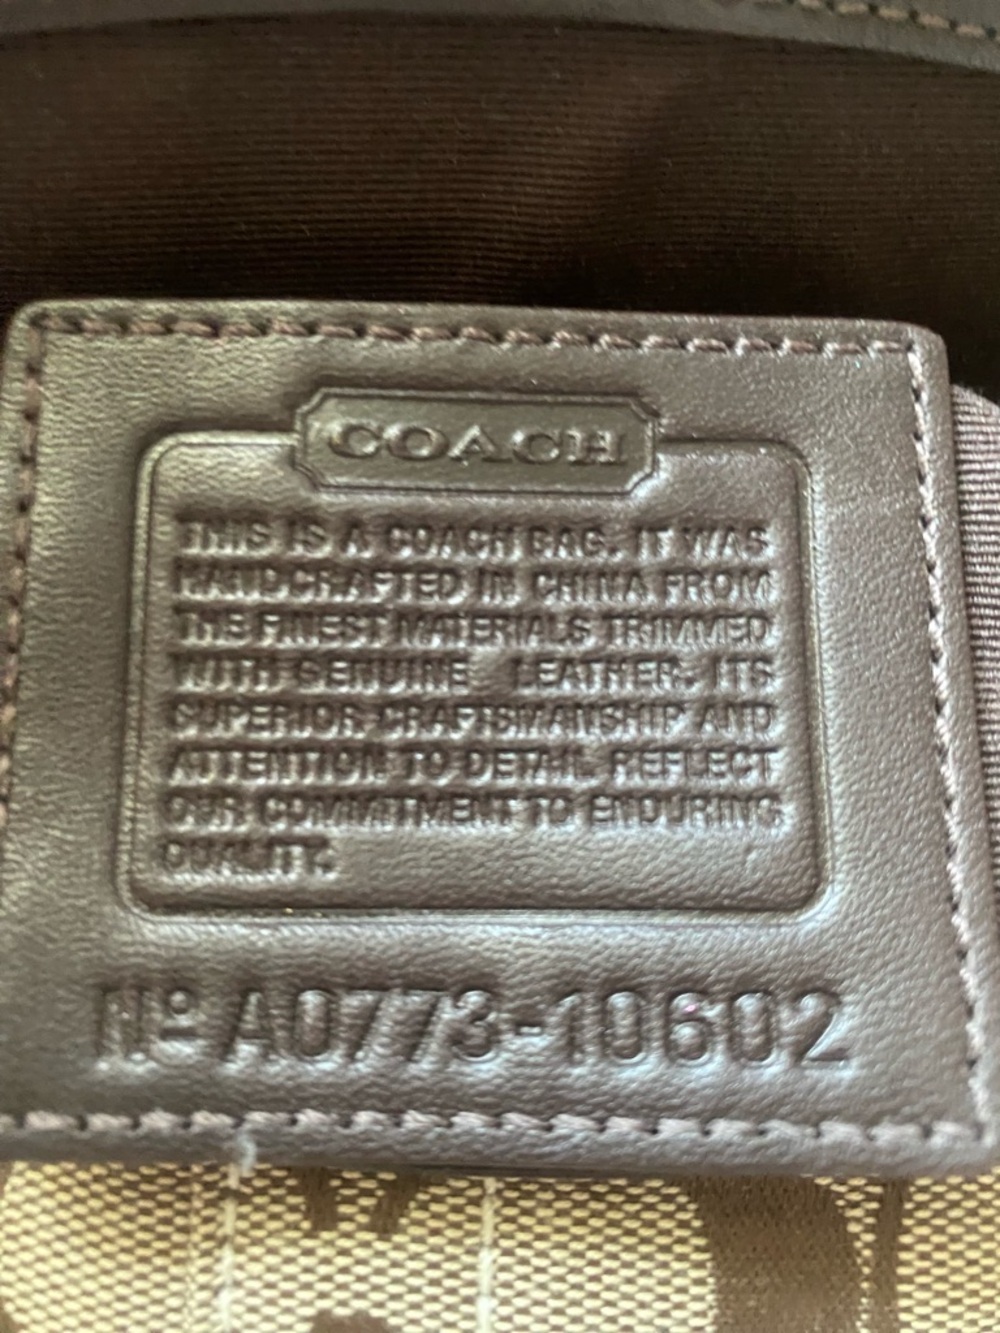 COACH
THIS IS A COACH BAG. IT WAS
HANDCRAFTED IN CHINA FROM
THE FINEST MATERIALS TRIMMED
WITH GENUINE LEATHER. ITS
SUPERIOR CRAFTSMANSHIP AND
ATTENTION TO DETAIL REFLECT
OUR COMMITMENT TO ENDURING
QUALITY.
Nº A0773-10602